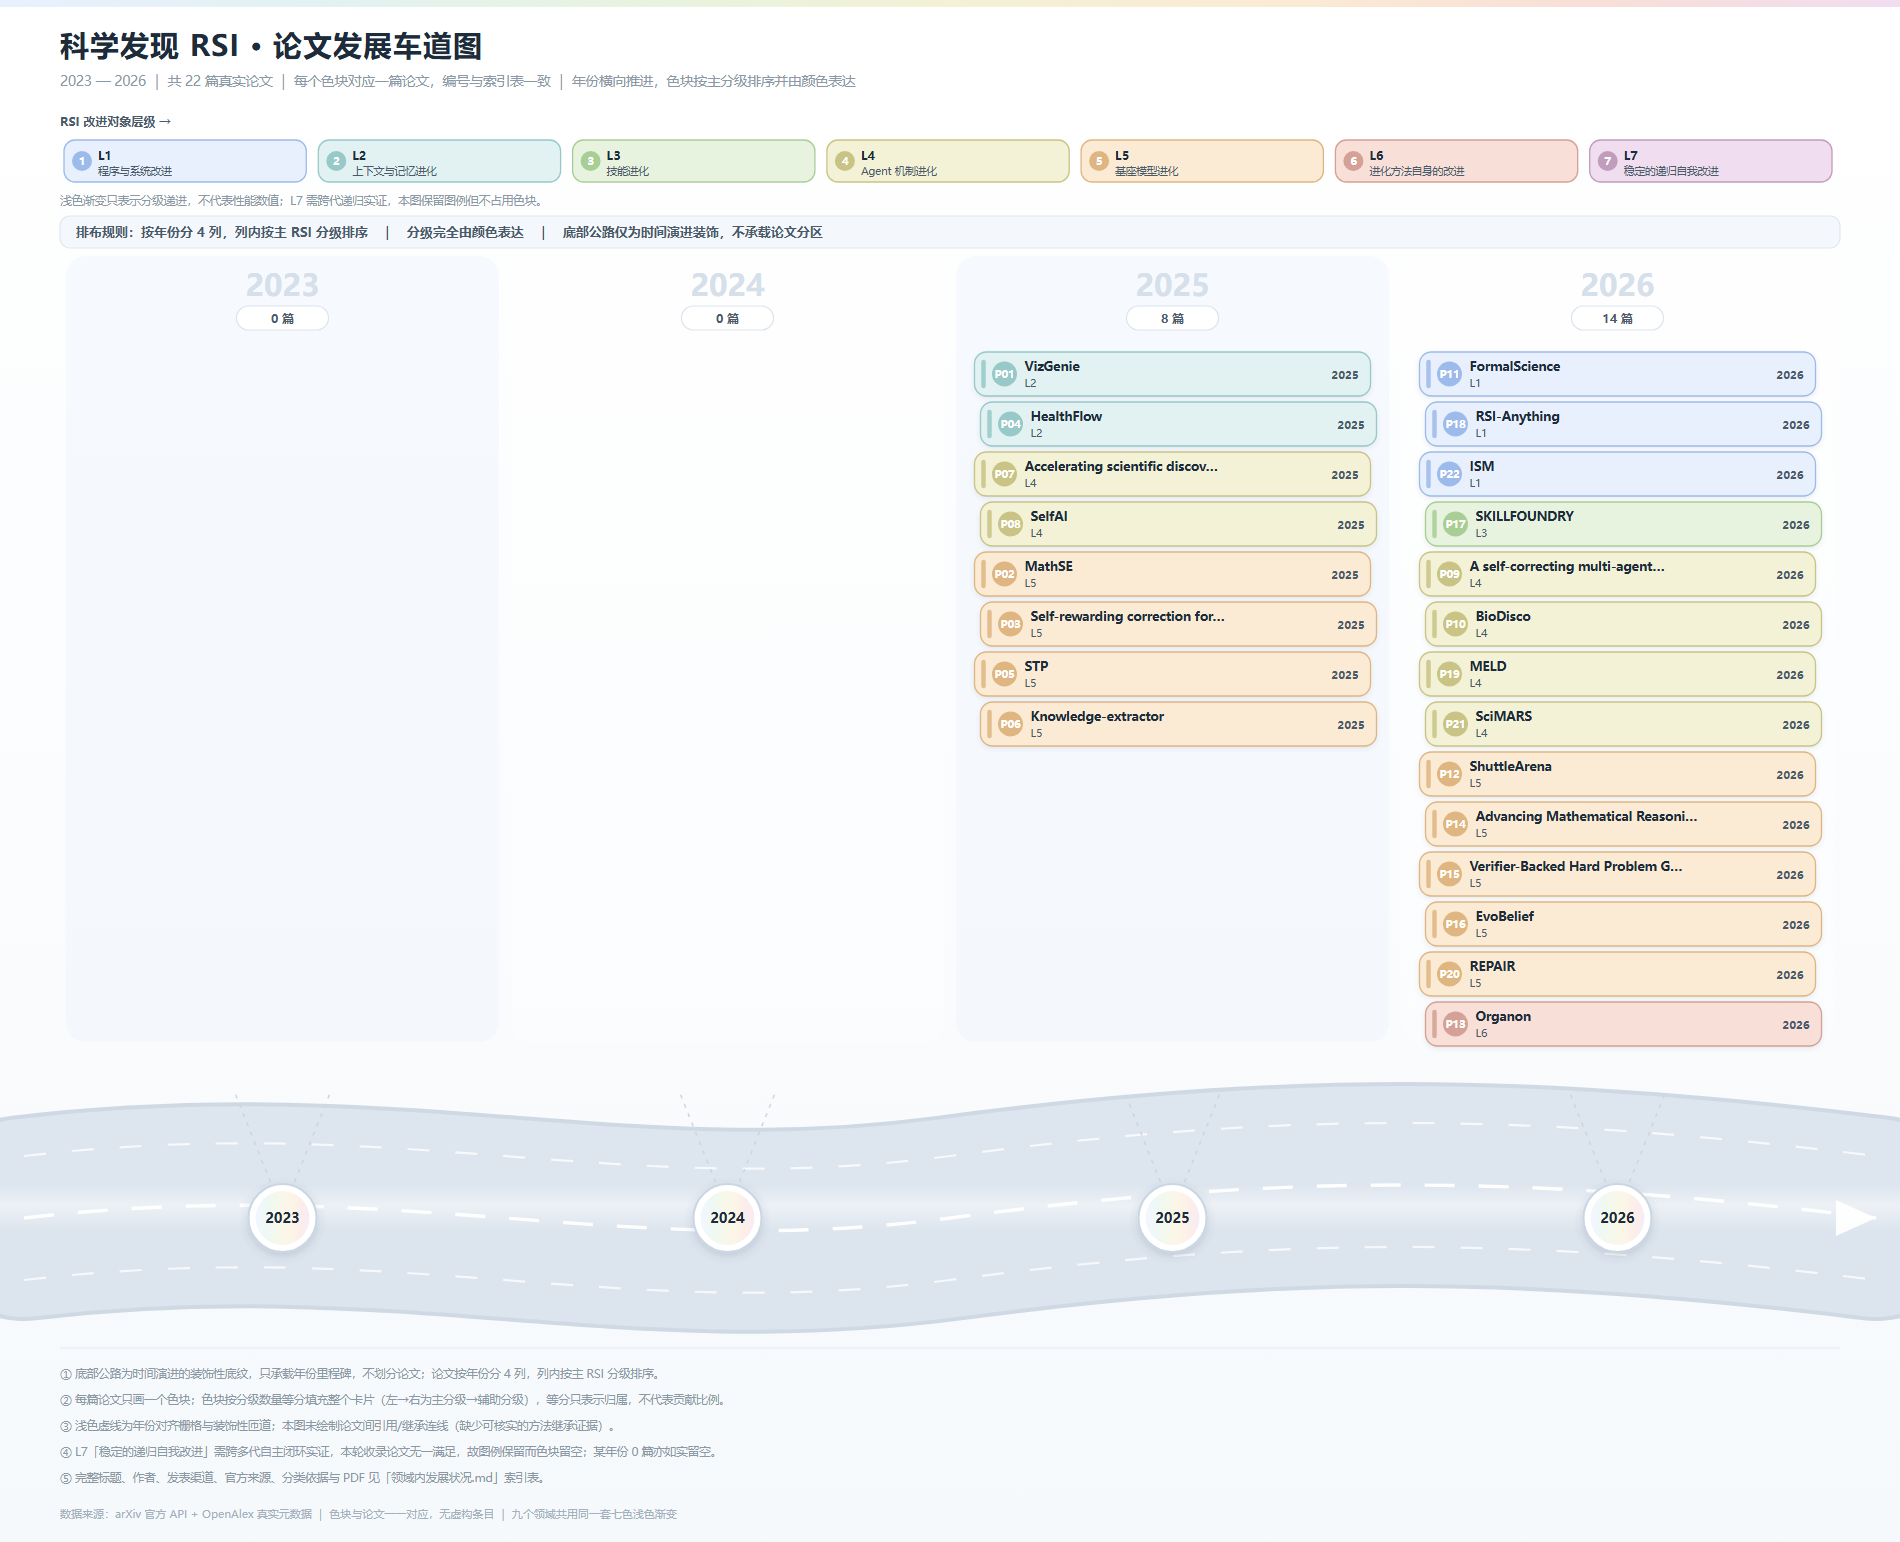 科学发现 RSI · 论文发展车道图
2023 — 2026 | 共 22 篇真实论文 | 每个色块对应一篇论文，编号与索引表一致 | 年份横向推进，色块按主分级排序并由颜色表达
RSI 改进对象层级 →
1 L1 程序与系统改进
2 L2 上下文与记忆进化
3 L3 技能进化
4 L4 Agent 机制进化
5 L5 基座模型进化
6 L6 进化方法自身的改进
7 L7 稳定的递归自我改进
浅色渐变只表示分级递进，不代表性能数值；L7 需跨代递归实证，本图保留图例但不占用色块。
排布规则：按年份分 4 列，列内按主 RSI 分级排序 | 分级完全由颜色表达 | 底部公路仅为时间演进装饰，不承载论文分区
2023
0 篇
2024
0 篇
2025
8 篇
P01 VizGenie 2025
L2
P04 HealthFlow 2025
L2
P07 Accelerating scientific discov... 2025
L4
P08 SelfAI 2025
L4
P02 MathSE 2025
L5
P03 Self-rewarding correction for... 2025
L5
P05 STP 2025
L5
P06 Knowledge-extractor 2025
L5
2026
14 篇
P11 FormalScience 2026
L1
P18 RSI-Anything 2026
L1
P22 ISM 2026
L1
P17 SKILLFOUNDRY 2026
L3
P09 A self-correcting multi-agent... 2026
L4
P10 BioDisco 2026
L4
P19 MELD 2026
L4
P21 SciMARS 2026
L4
P12 ShuttleArena 2026
L5
P14 Advancing Mathematical Reasoni... 2026
L5
P15 Verifier-Backed Hard Problem G... 2026
L5
P16 EvoBelief 2026
L5
P20 REPAIR 2026
L5
P13 Organon 2026
L6
2023
2024
2025
2026
① 底部公路为时间演进的装饰性底纹，只承载年份里程碑，不划分论文；论文按年份分 4 列，列内按主 RSI 分级排序。
② 每篇论文只画一个色块；色块按分级数量等分填充整个卡片（左→右为主分级→辅助分级），等分只表示归属，不代表贡献比例。
③ 浅色虚线为年份对齐栅格与装饰性匝道；本图未绘制论文间引用/继承连线（缺少可核实的方法继承证据）。
④ L7「稳定的递归自我改进」需跨多代自主闭环实证，本轮收录论文无一满足，故图例保留而色块留空；某年份 0 篇亦如实留空。
⑤ 完整标题、作者、发表渠道、官方来源、分类依据与 PDF 见「领域内发展状况.md」索引表。
数据来源：arXiv 官方 API + OpenAlex 真实元数据 | 色块与论文一一对应，无虚构条目 | 九个领域共用同一套七色浅色渐变